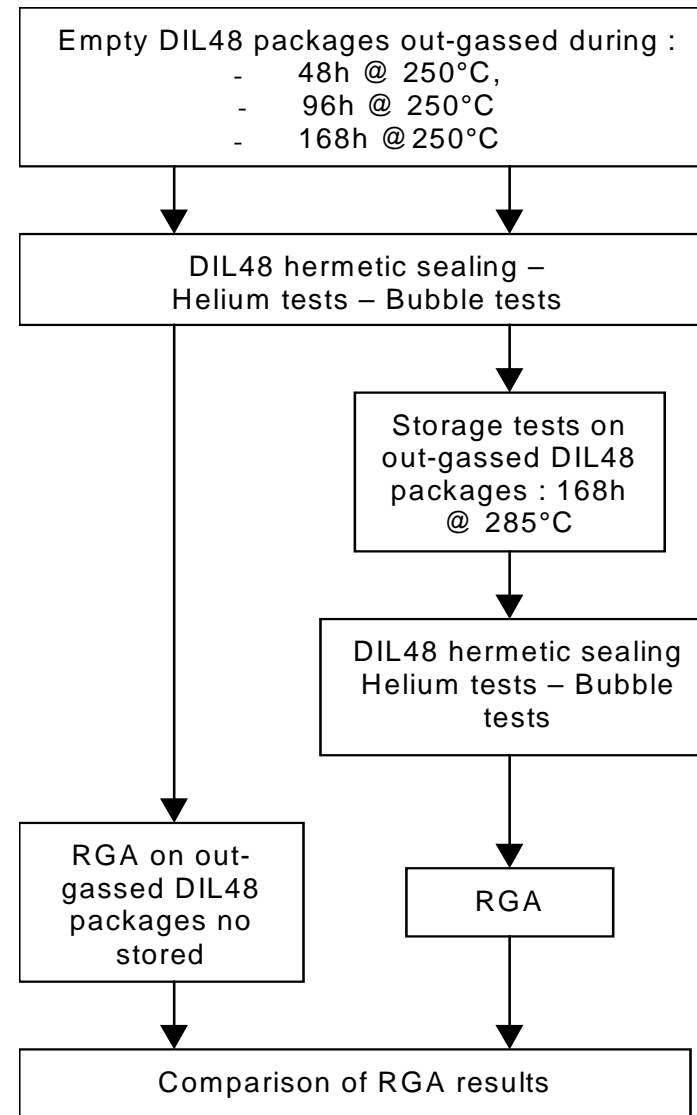 Empty DIL48 packages out-gassed during :
- 48h @ 250°C,
- 96h @ 250°C
- 168h @250°C
DIL48 hermetic sealing –
Helium tests – Bubble tests
Storage tests on
out-gassed DIL48
packages : 168h
@ 285°C
DIL48 hermetic sealing
Helium tests – Bubble
tests
RGA on out-
gassed DIL48
packages no
stored
RGA
Comparison of RGA results